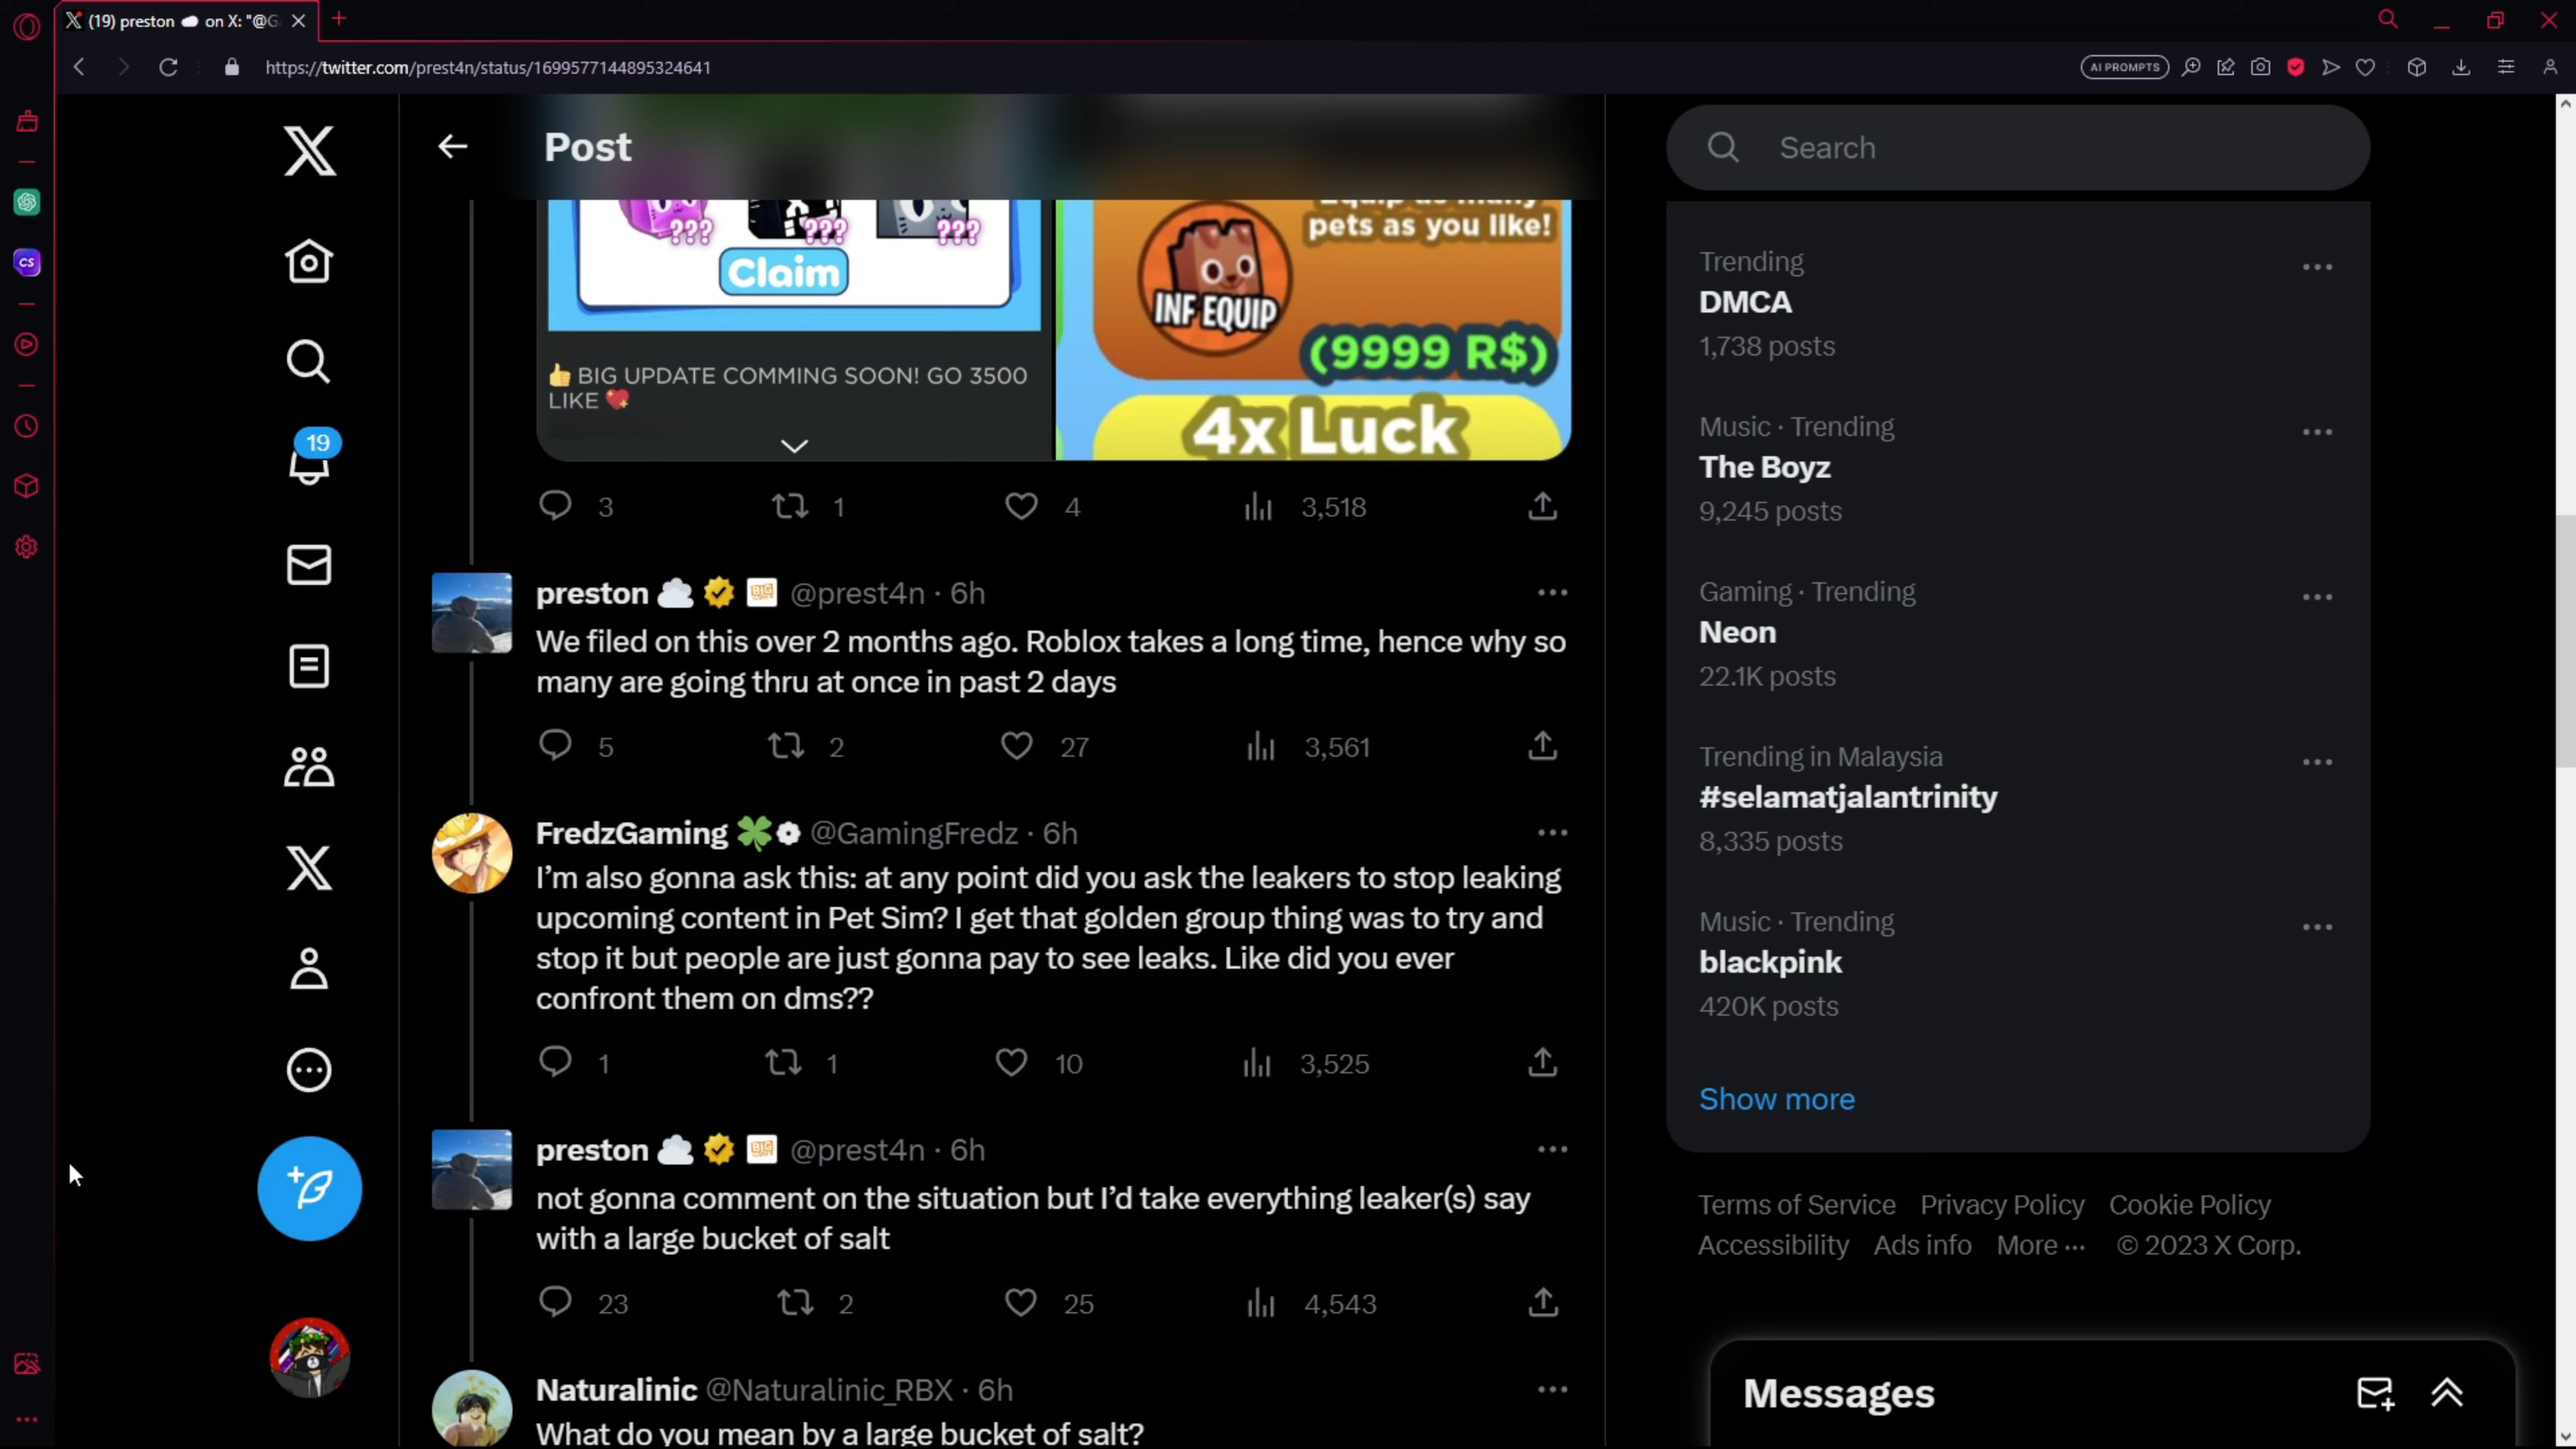 (19) preston ☁️ on X: "@G
https://twitter.com/prest4n/status/1699577144895324641
AI PROMPTS
CS
Post
Search
??? ??? ???
Claim
👍 BIG UPDATE COMMING SOON! GO 3500
LIKE 💖
Equip as many
pets as you like!
INF EQUIP
(9999 R$)
4x Luck
3 1 4 3,518
19
preston ☁️ BIG @prest4n · 6h
We filed on this over 2 months ago. Roblox takes a long time, hence why so
many are going thru at once in past 2 days
5 2 27 3,561
FredzGaming 🍀 @GamingFredz · 6h
I'm also gonna ask this: at any point did you ask the leakers to stop leaking
upcoming content in Pet Sim? I get that golden group thing was to try and
stop it but people are just gonna pay to see leaks. Like did you ever
confront them on dms??
1 1 10 3,525
preston ☁️ BIG @prest4n · 6h
not gonna comment on the situation but I'd take everything leaker(s) say
with a large bucket of salt
23 2 25 4,543
Naturalinic @Naturalinic_RBX · 6h
What do you mean by a large bucket of salt?
Trending
DMCA
1,738 posts
Music · Trending
The Boyz
9,245 posts
Gaming · Trending
Neon
22.1K posts
Trending in Malaysia
#selamatjalantrinity
8,335 posts
Music · Trending
blackpink
420K posts
Show more
Terms of Service Privacy Policy Cookie Policy
Accessibility Ads info More ··· © 2023 X Corp.
Messages